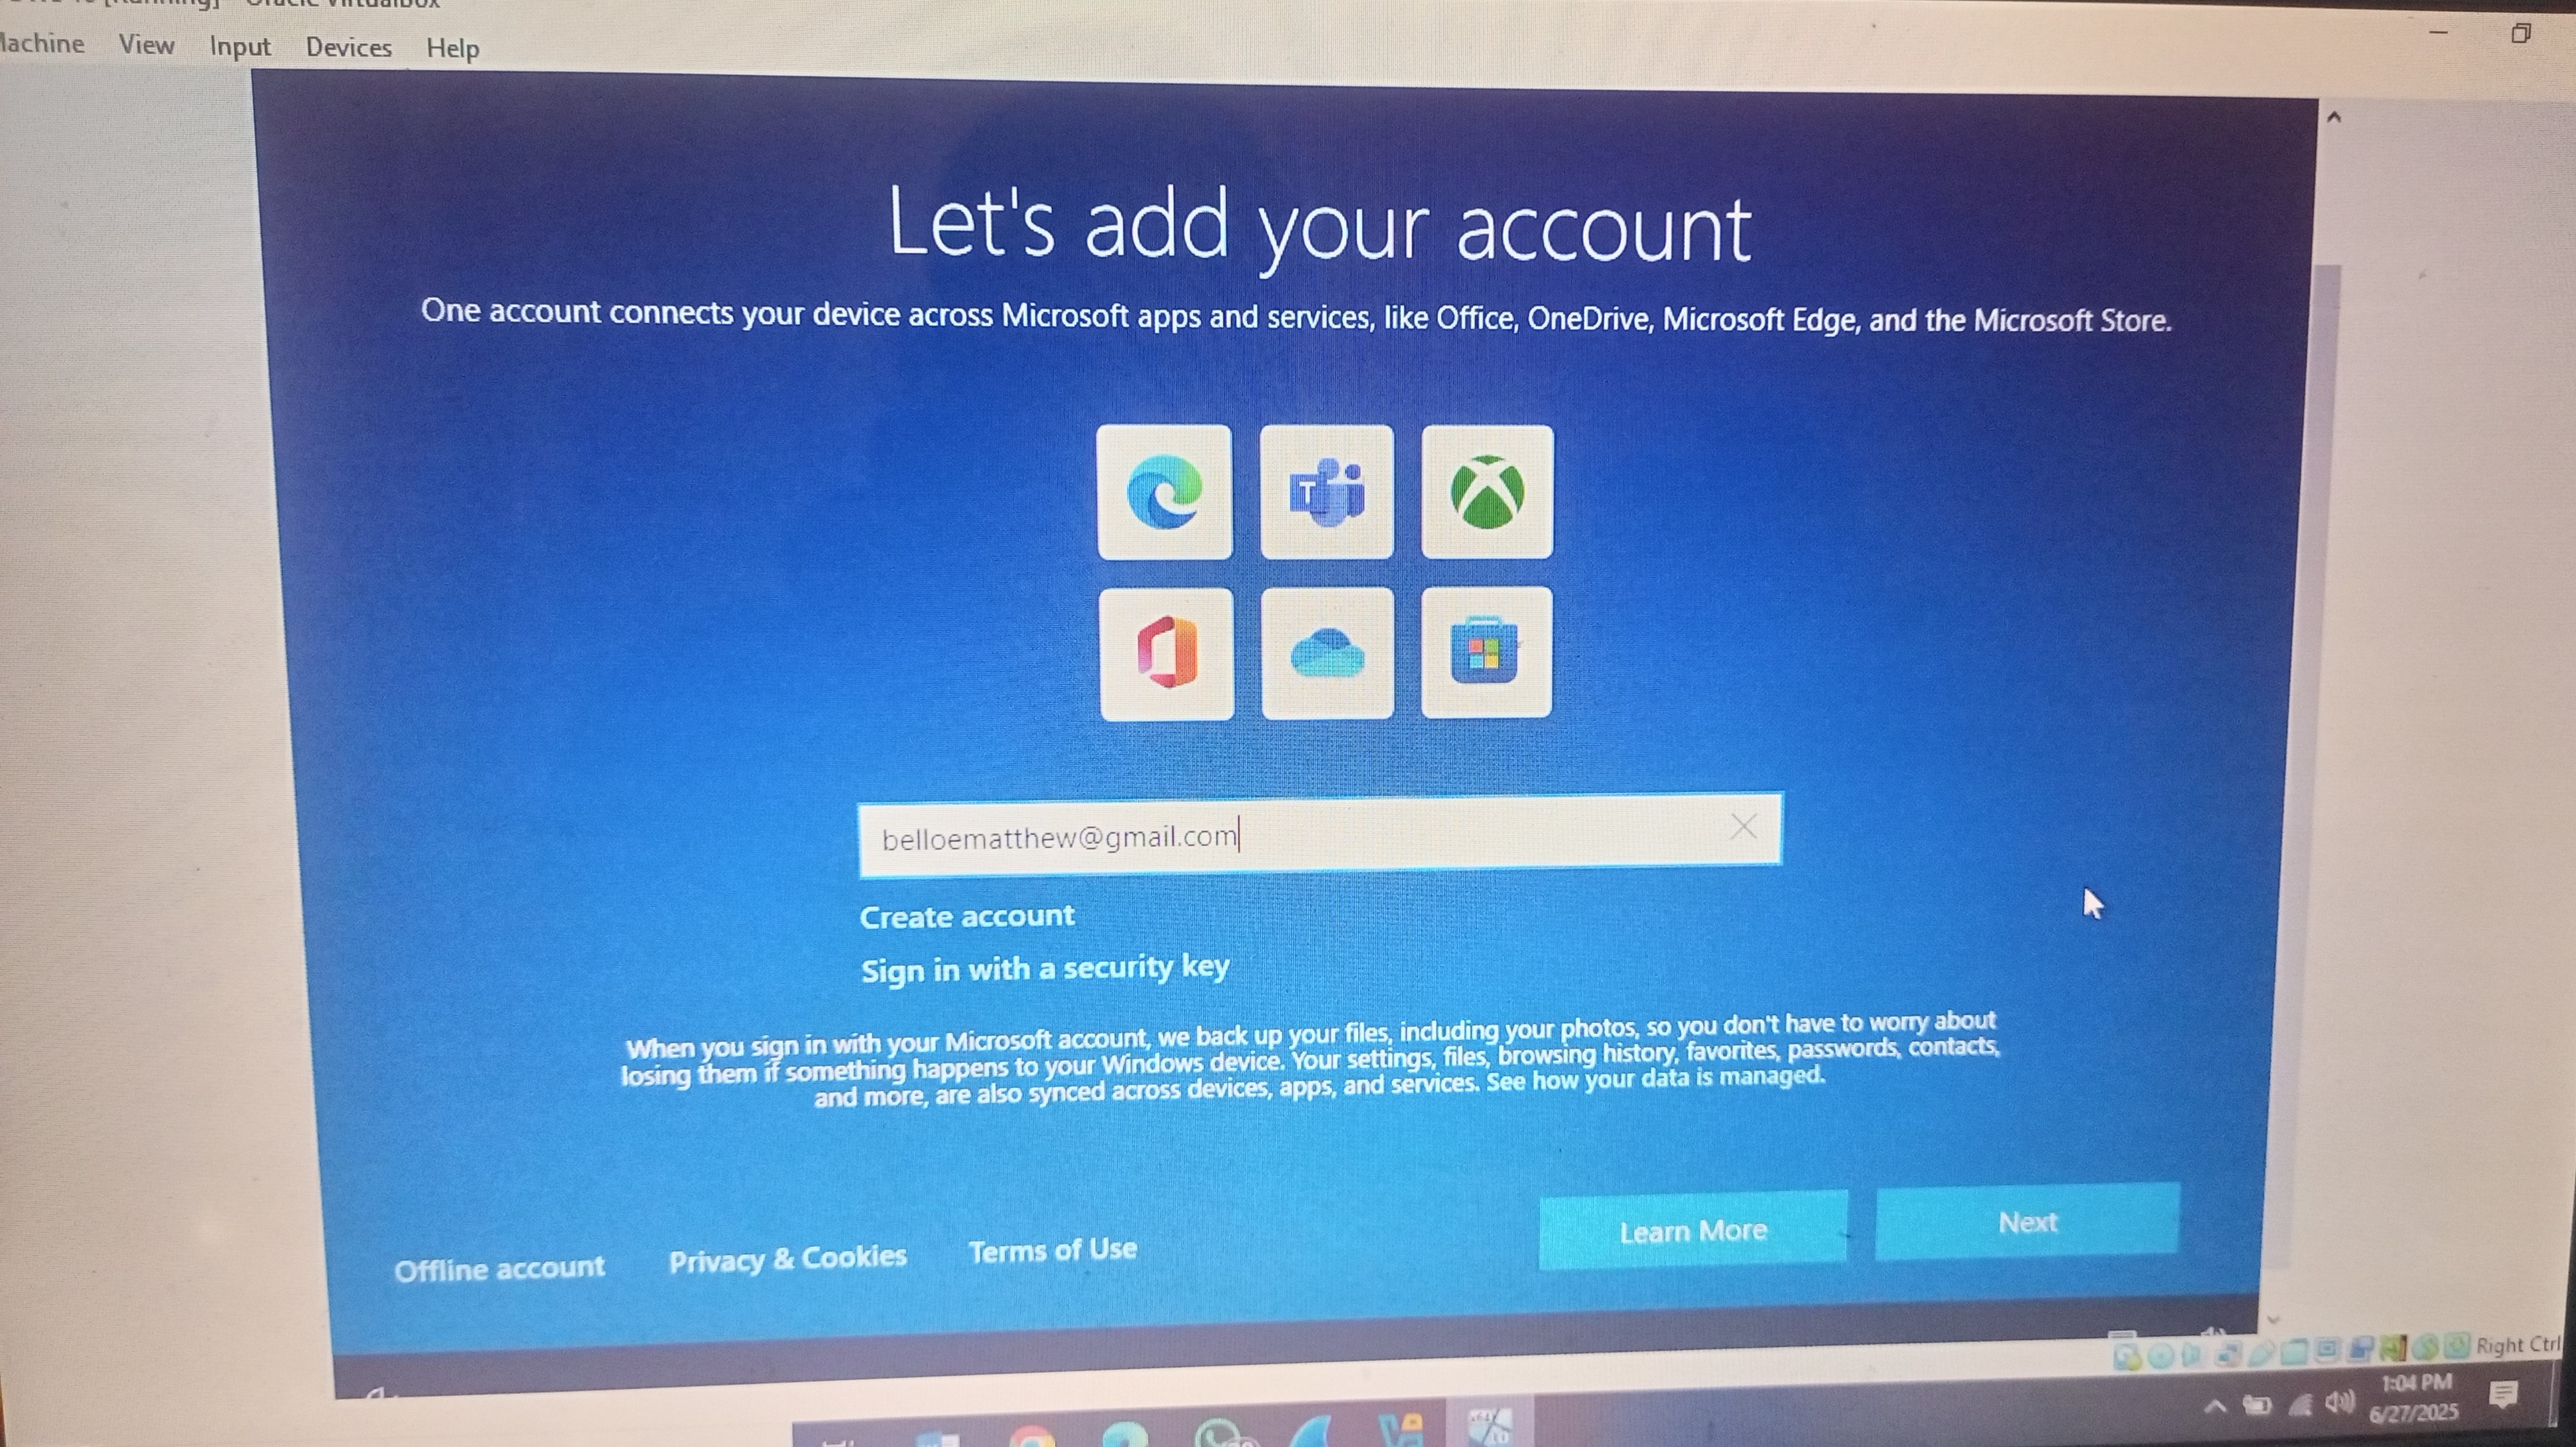 View Input Devices Help
Let's add your account
One account connects your device across Microsoft apps and services, like Office, OneDrive, Microsoft Edge, and the Microsoft Store.
T
belloematthew@gmail.com
Create account
Sign in with a security key
When you sign in with your Microsoft account, we back up your files, including your photos, so you don't have to worry about
losing them if something happens to your Windows device. Your settings, files, browsing history, favorites, passwords, contacts,
and more, are also synced across devices, apps, and services. See how your data is managed.
Offline account Privacy & Cookies Terms of Use Learn More Next
Right Ctrl
1:04 PM
6/27/2025